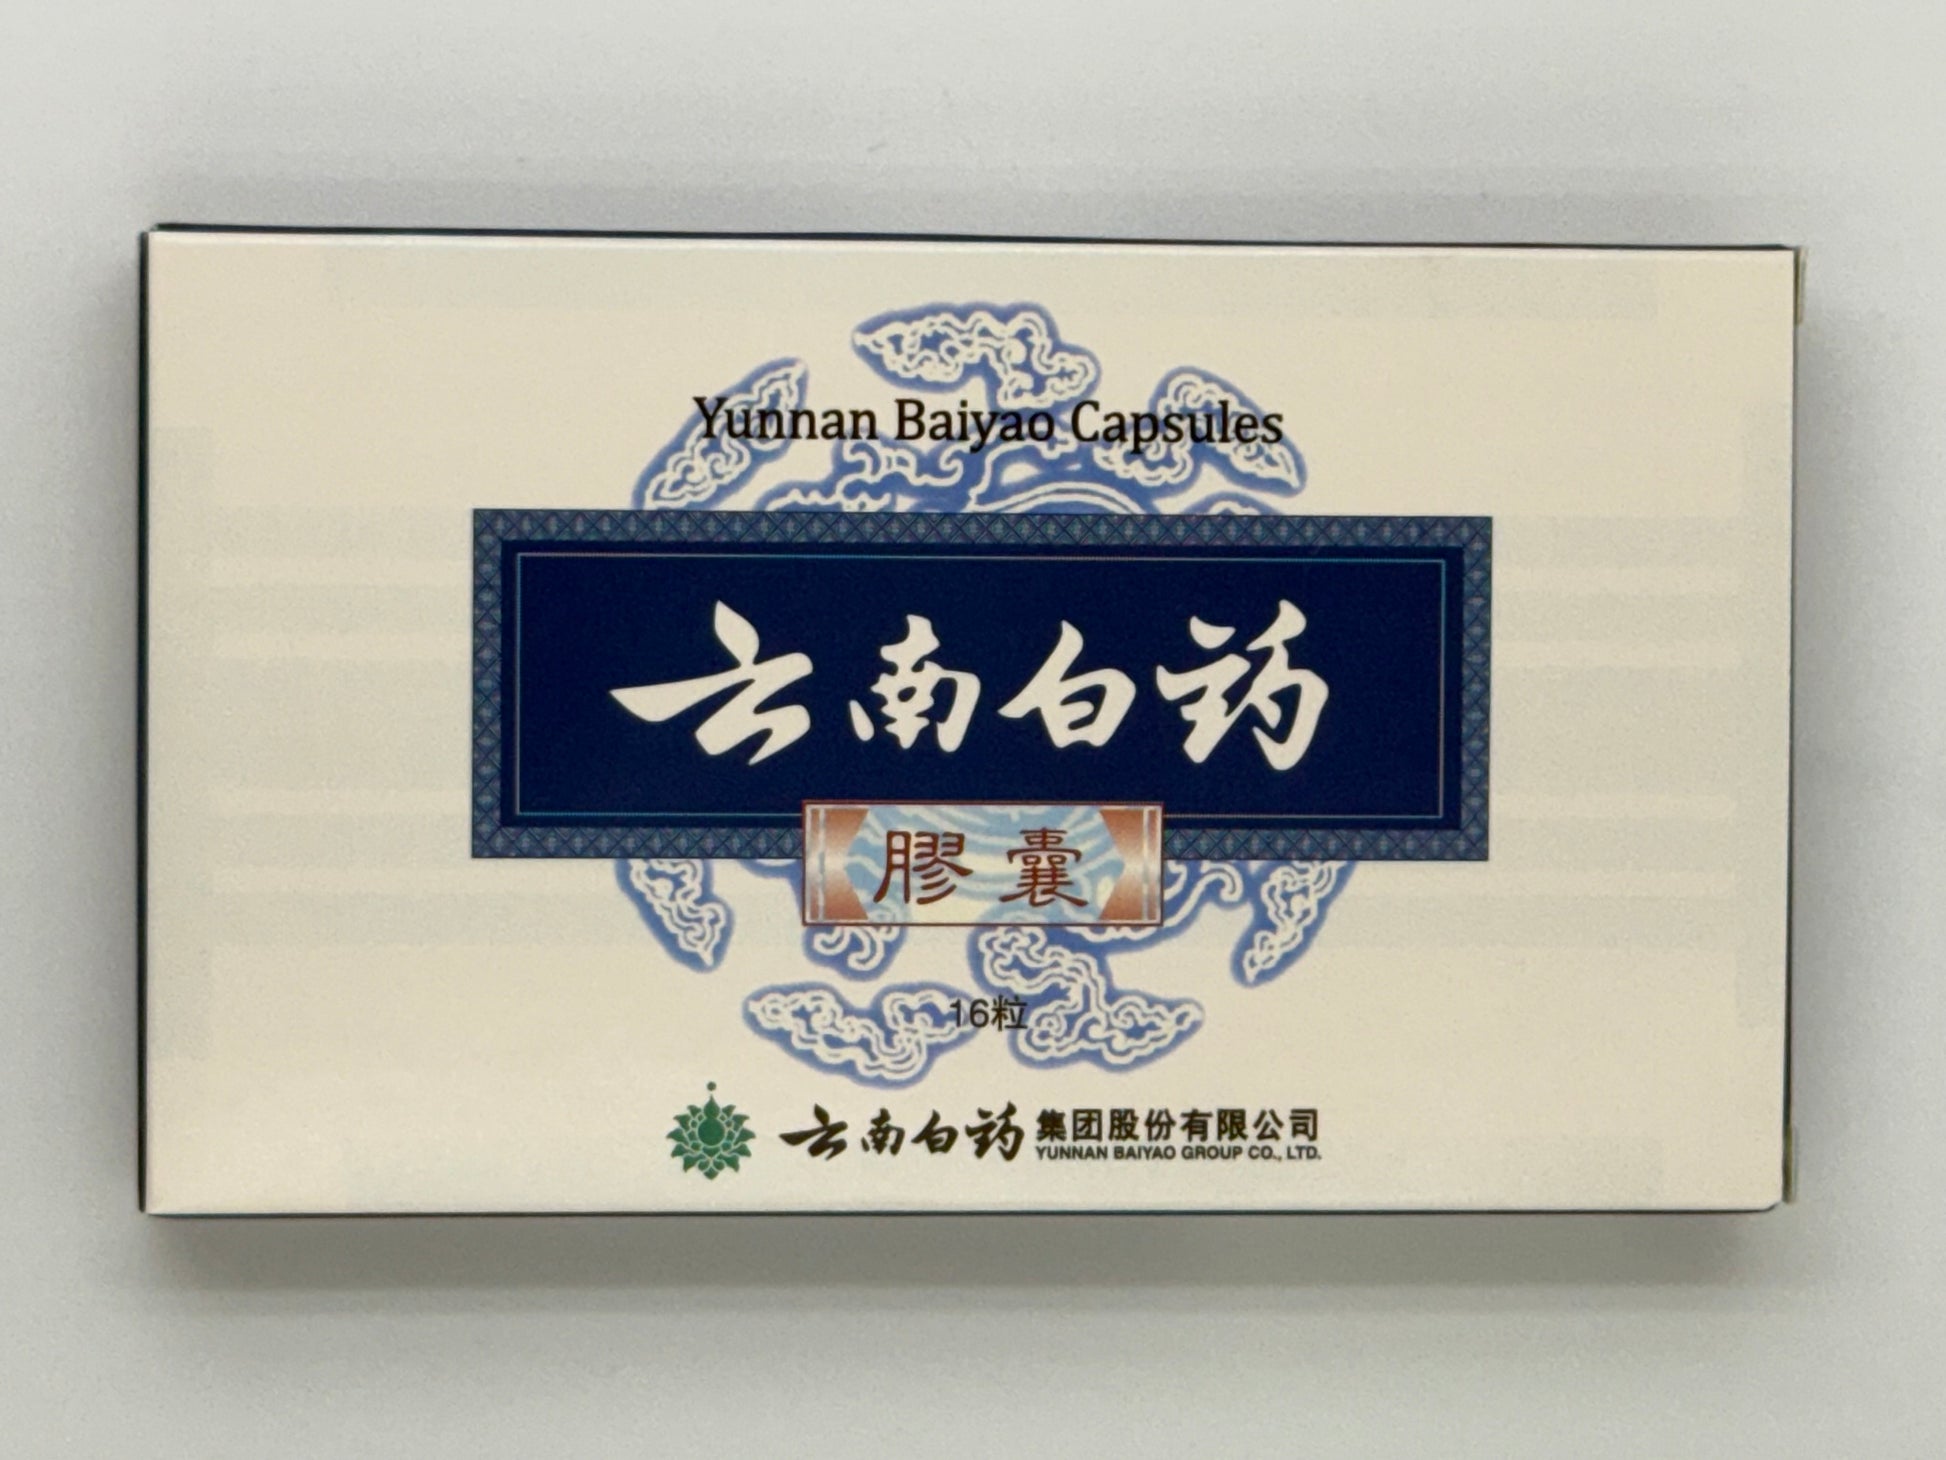 Yunnan Baiyao Capsules
云南白药
膠囊
16粒
云南白药 集团股份有限公司
YUNNAN BAIYAO GROUP CO., LTD.